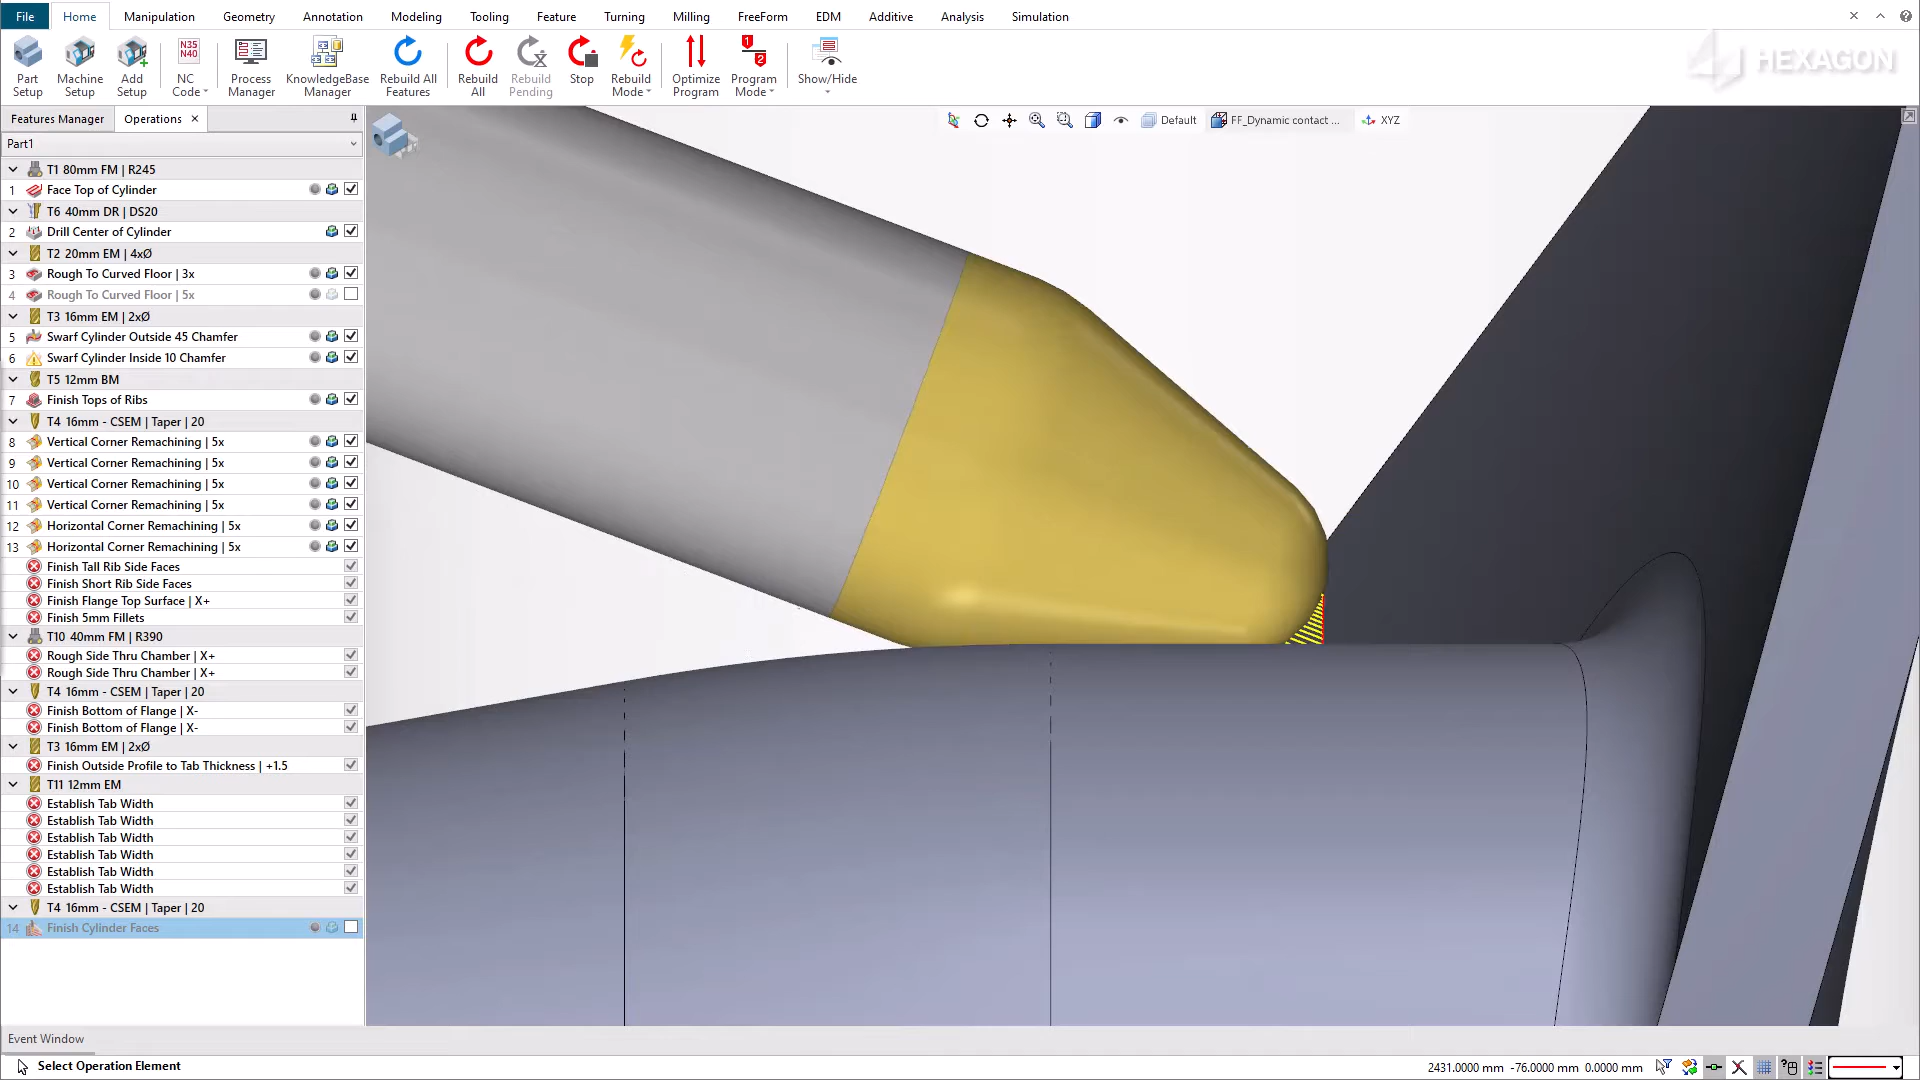 File Home Manipulation Geometry Annotation Modeling Tooling Feature Turning Milling FreeForm EDM Additive Analysis Simulation
Part Setup
Machine Setup
Add Setup
N35 N40 NC Code
Process Manager
KnowledgeBase Manager
Rebuild All Features
Rebuild All
Rebuild Pending
Stop
Rebuild Mode
Optimize Program
1 2 Program Mode
Show/Hide
HEXAGON
Features Manager Operations
Default FF_Dynamic contact ... XYZ
Part1
T1 80mm FM | R245
1 Face Top of Cylinder
T6 40mm DR | DS20
2 Drill Center of Cylinder
T2 20mm EM | 4xØ
3 Rough To Curved Floor | 3x
4 Rough To Curved Floor | 5x
T3 16mm EM | 2xØ
5 Swarf Cylinder Outside 45 Chamfer
6 Swarf Cylinder Inside 10 Chamfer
T5 12mm BM
7 Finish Tops of Ribs
T4 16mm - CSEM | Taper | 20
8 Vertical Corner Remachining | 5x
9 Vertical Corner Remachining | 5x
10 Vertical Corner Remachining | 5x
11 Vertical Corner Remachining | 5x
12 Horizontal Corner Remachining | 5x
13 Horizontal Corner Remachining | 5x
Finish Tall Rib Side Faces
Finish Short Rib Side Faces
Finish Flange Top Surface | X+
Finish 5mm Fillets
T10 40mm FM | R390
Rough Side Thru Chamber | X+
Rough Side Thru Chamber | X+
T4 16mm - CSEM | Taper | 20
Finish Bottom of Flange | X-
Finish Bottom of Flange | X-
T3 16mm EM | 2xØ
Finish Outside Profile to Tab Thickness | +1.5
T11 12mm EM
Establish Tab Width
Establish Tab Width
Establish Tab Width
Establish Tab Width
Establish Tab Width
Establish Tab Width
T4 16mm - CSEM | Taper | 20
14 Finish Cylinder Faces
Event Window
Select Operation Element
2431.0000 mm -76.0000 mm 0.0000 mm